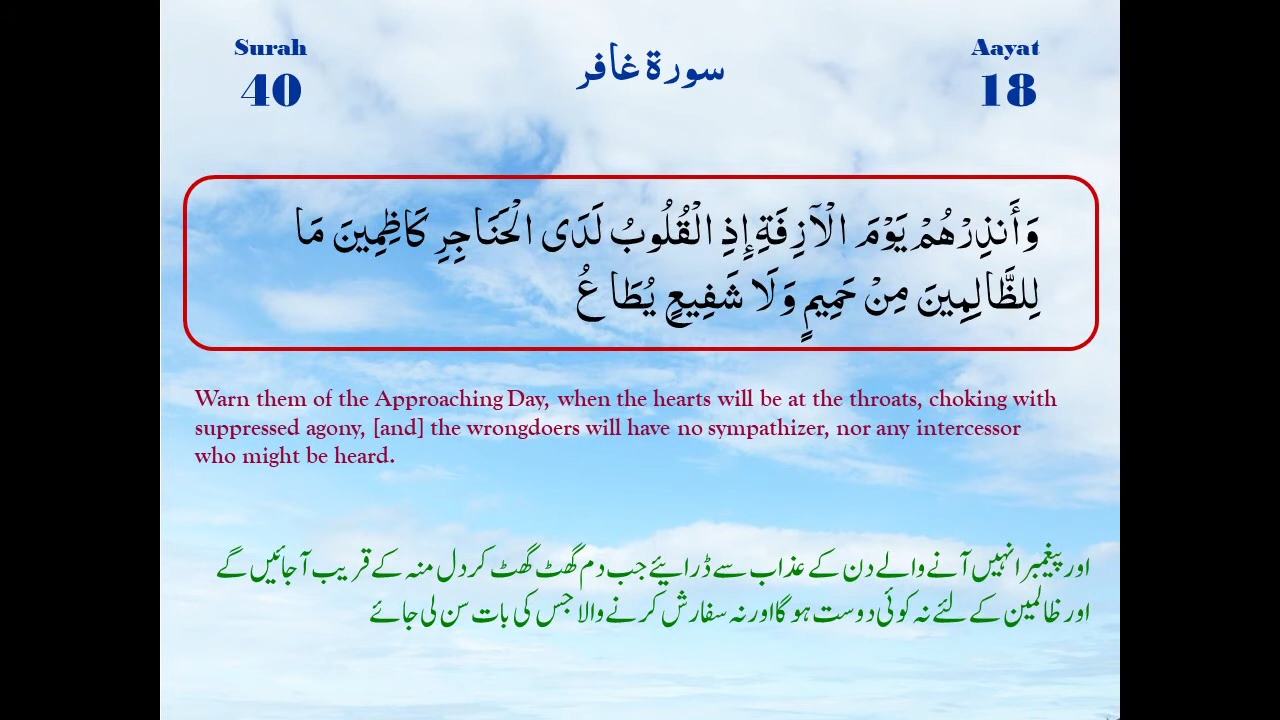 Surah
40
سورة غافر
Aayat
18
وَأَنذِرْهُمْ يَوْمَ الْآزِفَةِ إِذِ الْقُلُوبُ لَدَى الْحَنَاجِرِ كَاظِمِينَ مَا
لِلظَّالِمِينَ مِنْ حَمِيمٍ وَلَا شَفِيعٍ يُطَاعُ
Warn them of the Approaching Day, when the hearts will be at the throats, choking with
suppressed agony, [and] the wrongdoers will have no sympathizer, nor any intercessor
who might be heard.
اور پیغمبر انہیں آنے والے دن کے عذاب سے ڈرایئے جب دم گھٹ گھٹ کر دل منہ کے قریب آجائیں گے
اور ظالمین کے لئے نہ کوئی دوست ہوگا اور نہ سفارش کرنے والا جس کی بات سن لی جائے